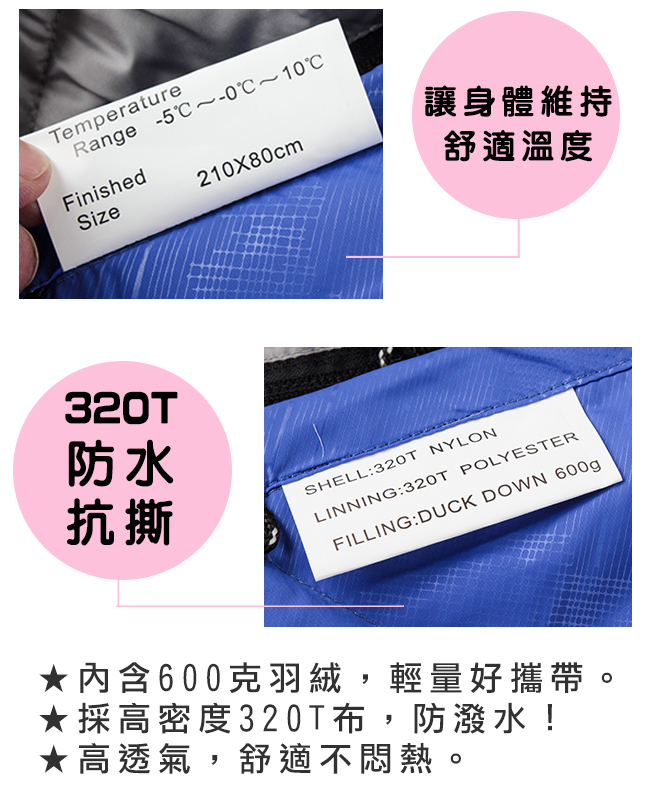 Temperature
Range -5℃～-0℃～10℃
Finished
Size 210X80cm
讓身體維持
舒適溫度
320T
防水
抗撕
SHELL:320T NYLON
LINNING:320T POLYESTER
FILLING:DUCK DOWN 600g
★內含600克羽絨，輕量好攜帶。
★採高密度320T布，防潑水！
★高透氣，舒適不悶熱。